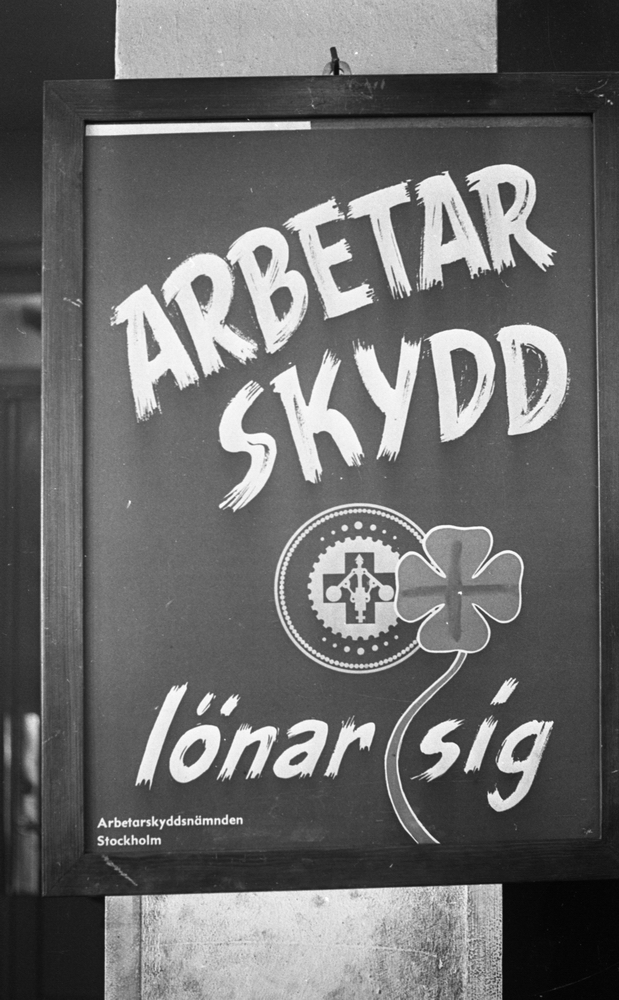 ARBETAR
SKYDD
lönar sig
Arbetarskyddsnämnden
Stockholm